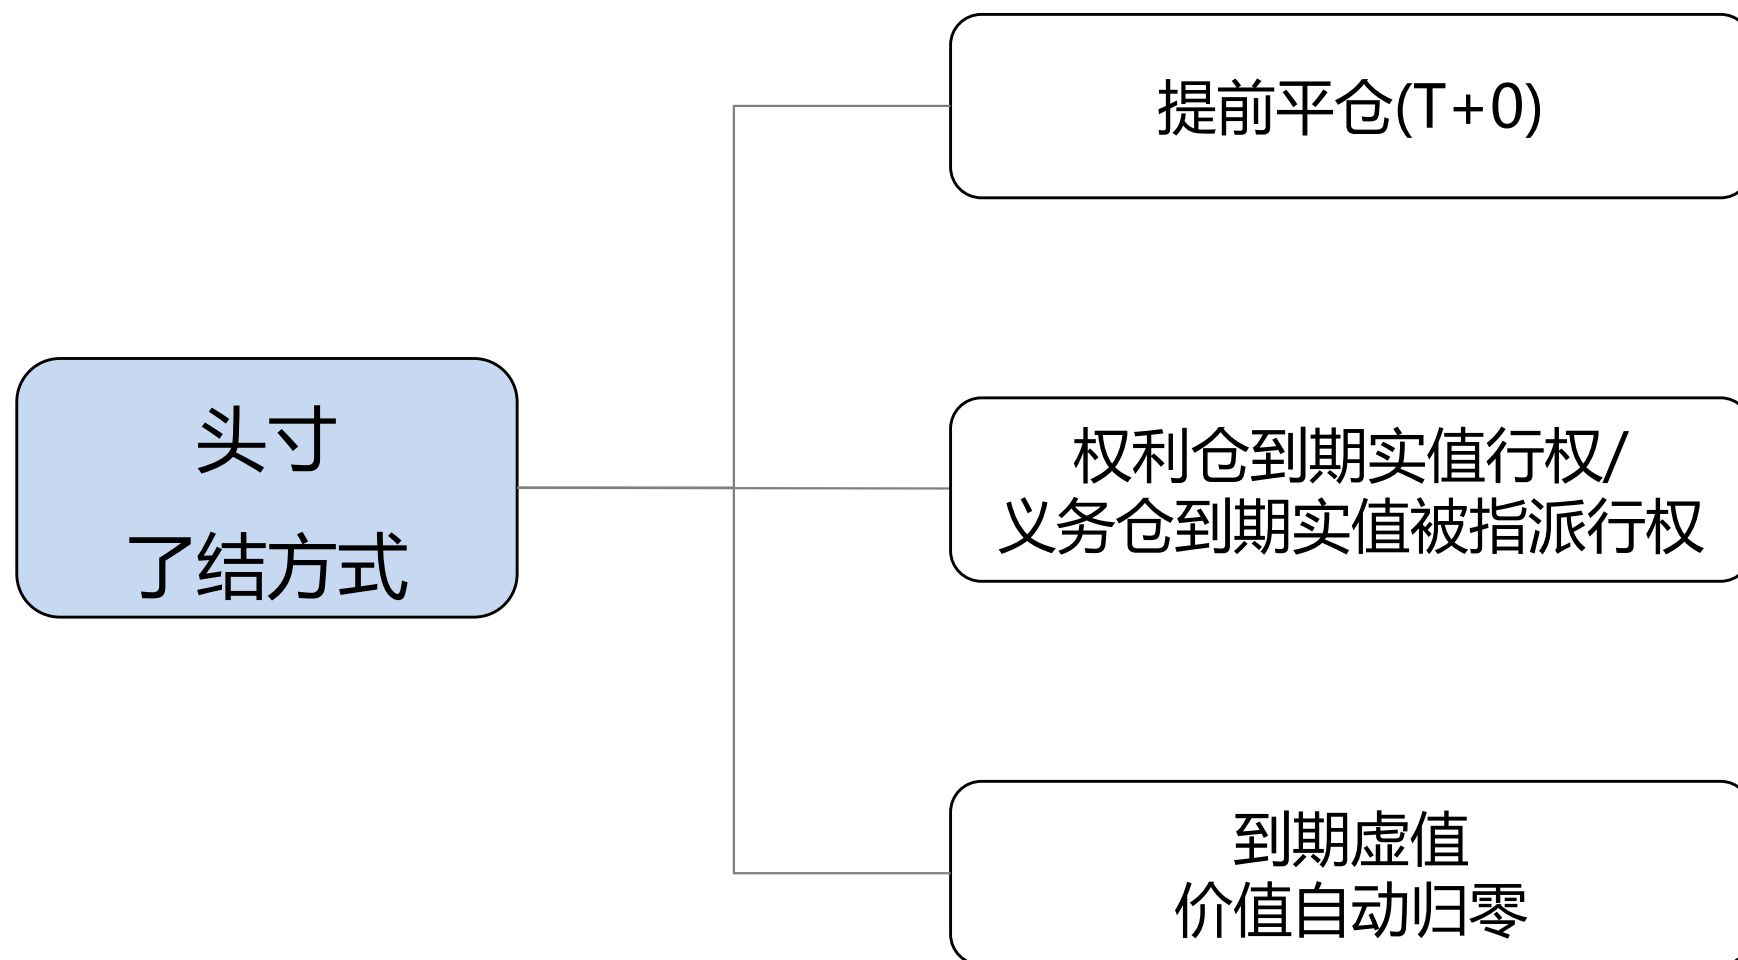 提前平仓(T+0)
头寸
了结方式
权利仓到期实值行权/
义务仓到期实值被指派行权
到期虚值
价值自动归零